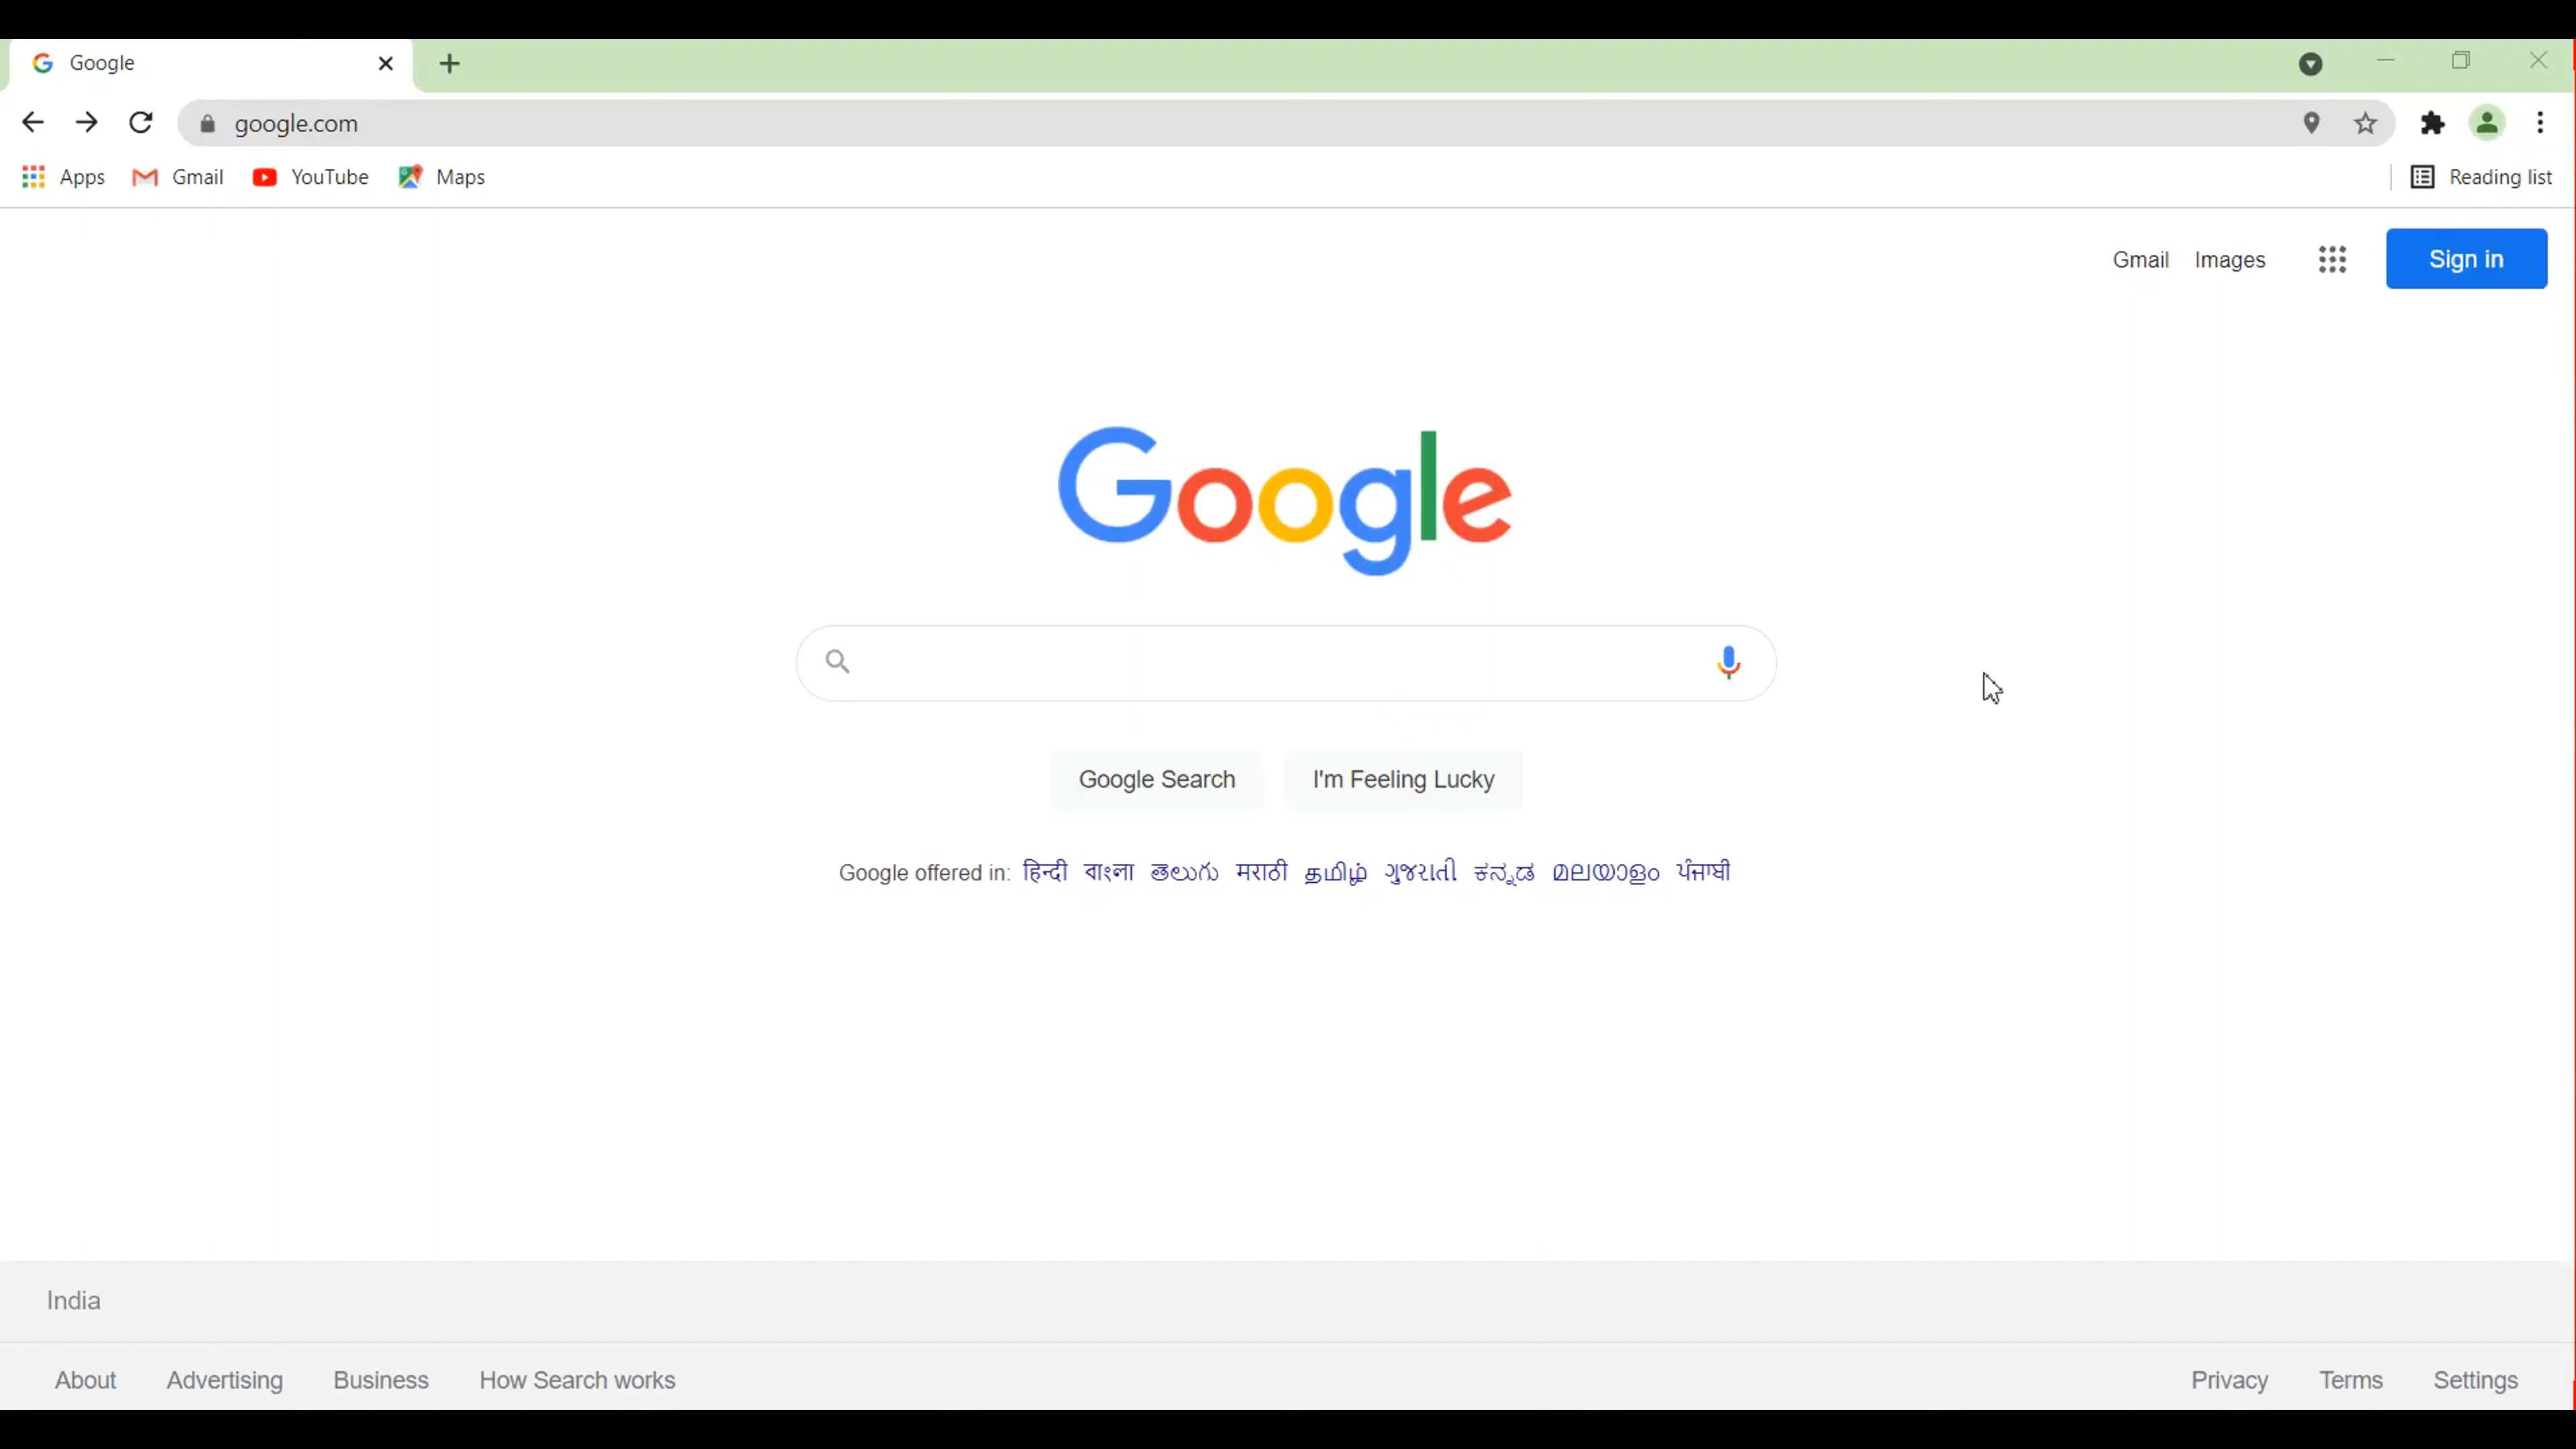 Google
google.com
Apps Gmail YouTube Maps Reading list
Gmail Images Sign in
Google
Google Search I'm Feeling Lucky
Google offered in: हिन्दी বাংলা తెలుగు मराठी தமிழ் ગુજરાતી ಕನ್ನಡ മലയാളം ਪੰਜਾਬੀ
India
About Advertising Business How Search works Privacy Terms Settings